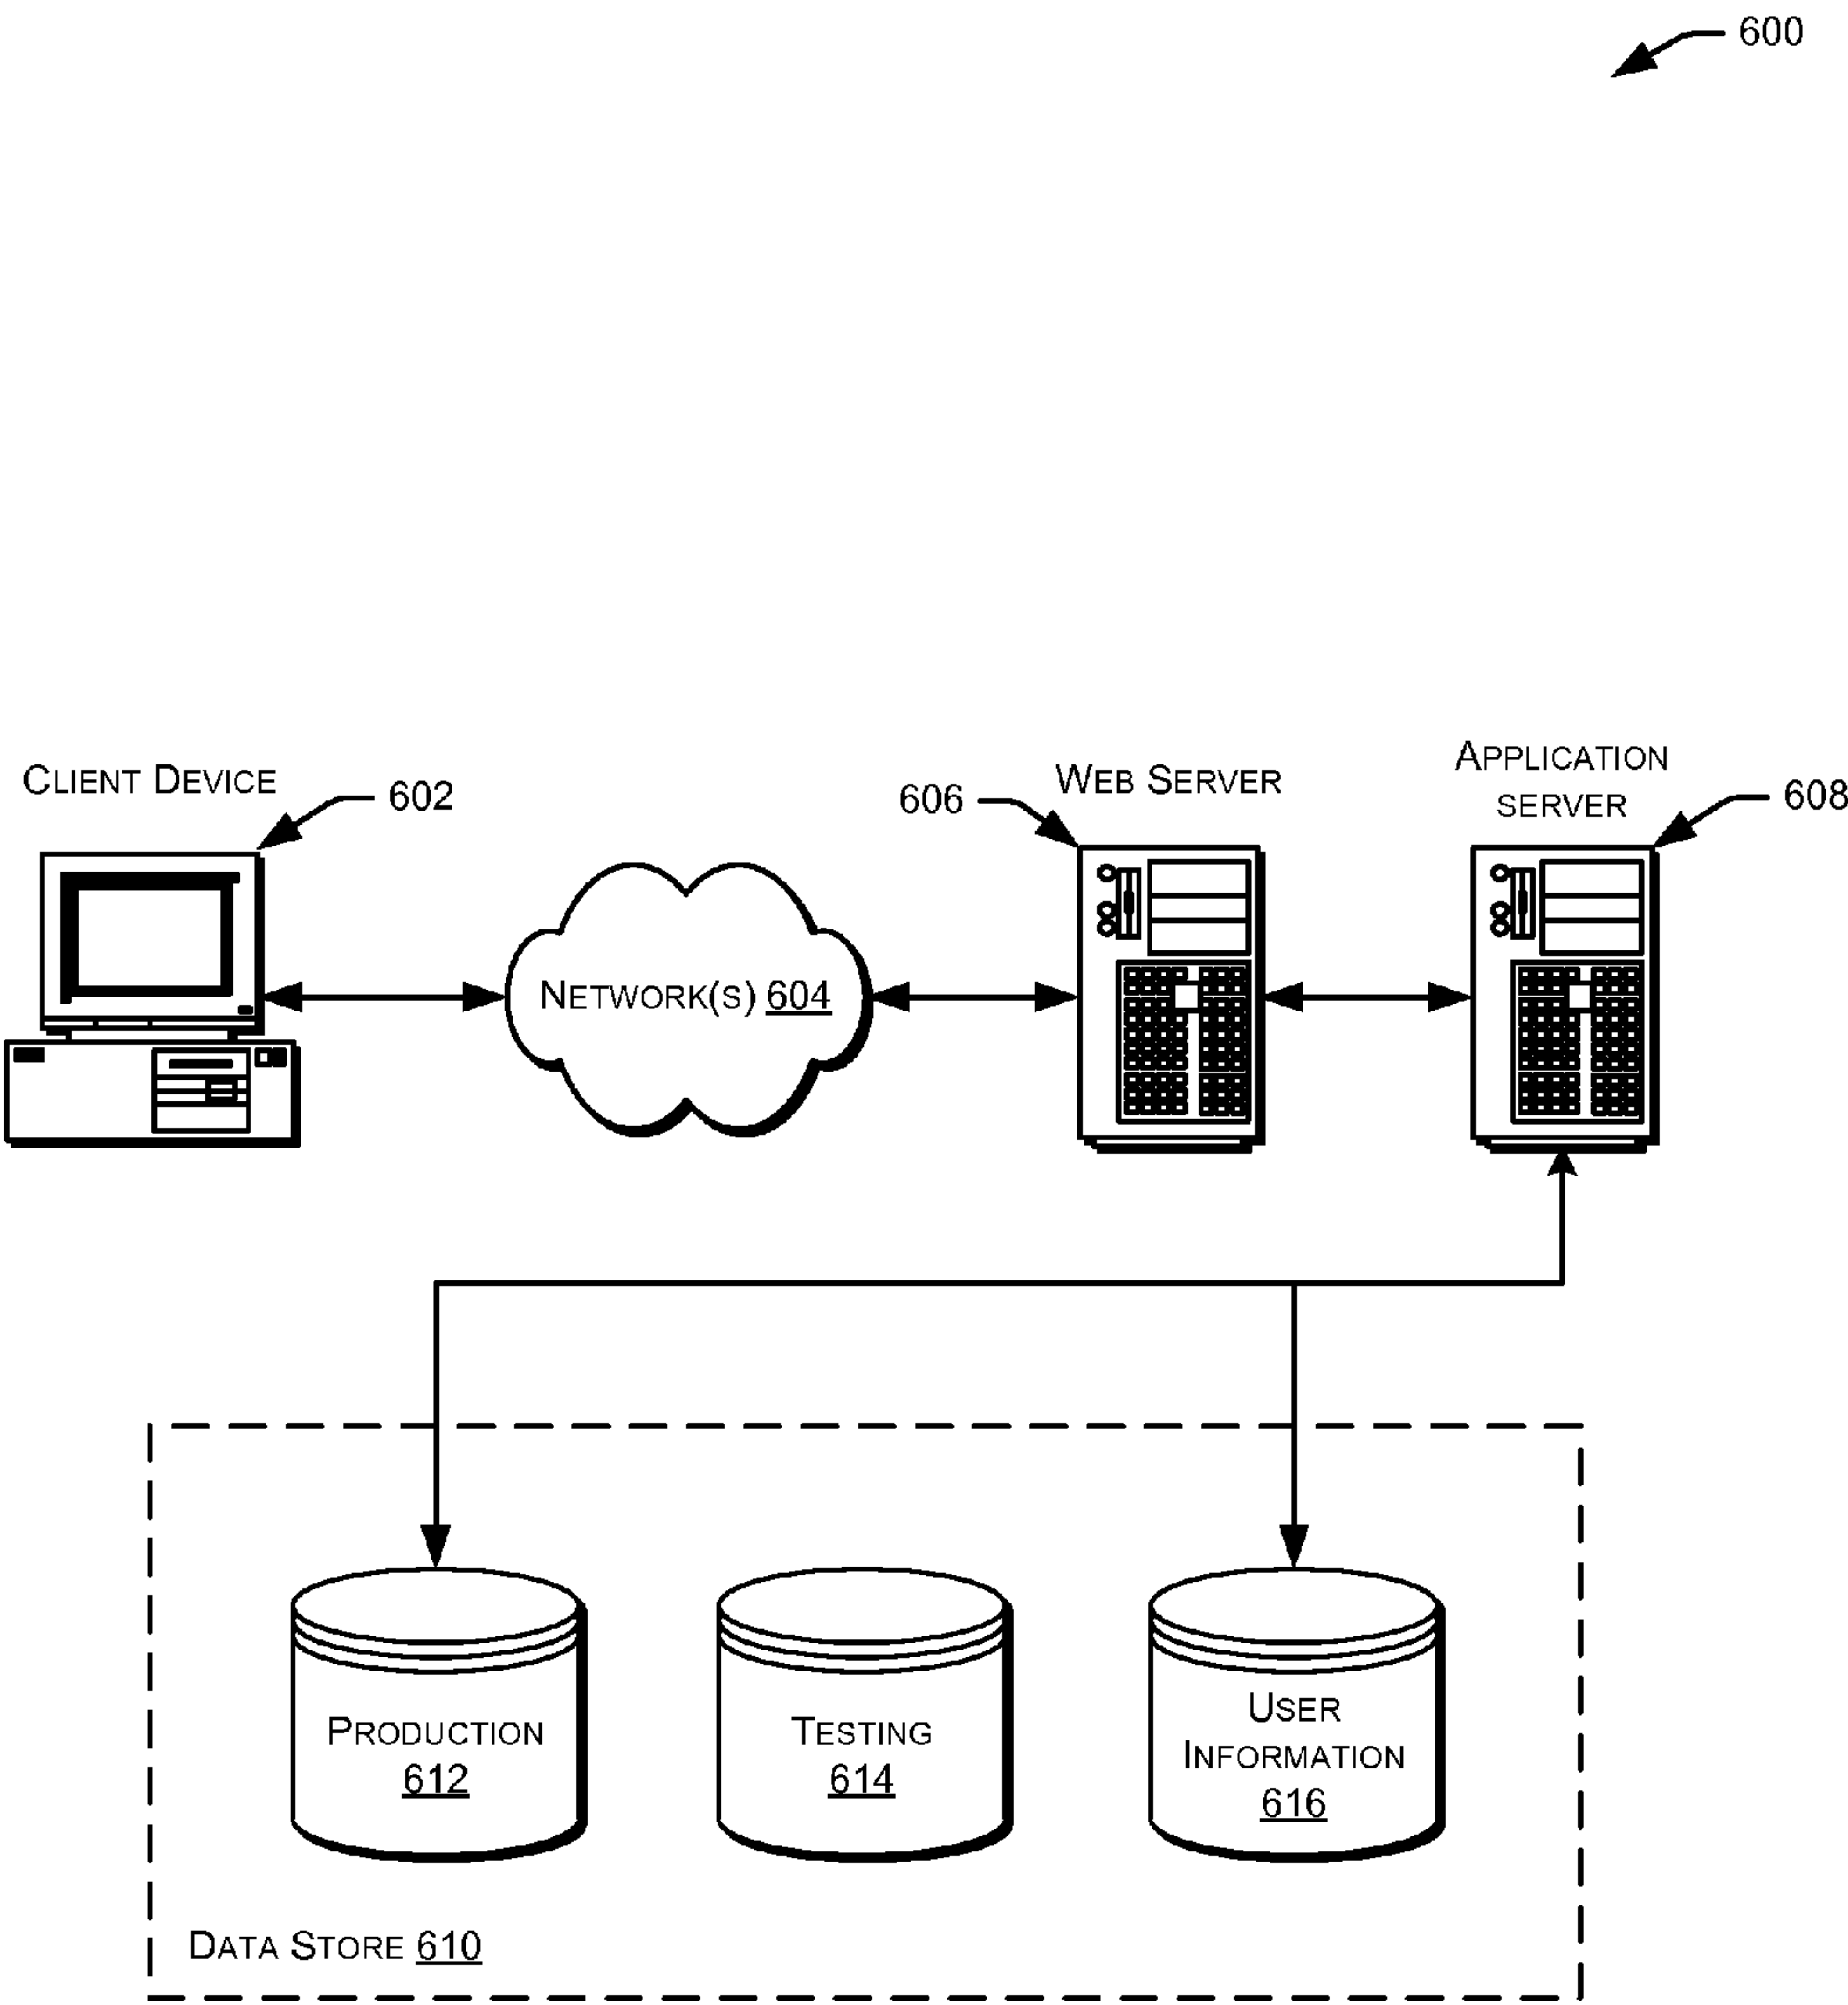 600
CLIENT DEVICE
602
NETWORK(S) 604
606
WEB SERVER
APPLICATION
SERVER
608
PRODUCTION
612
TESTING
614
USER
INFORMATION
616
DATA STORE 610